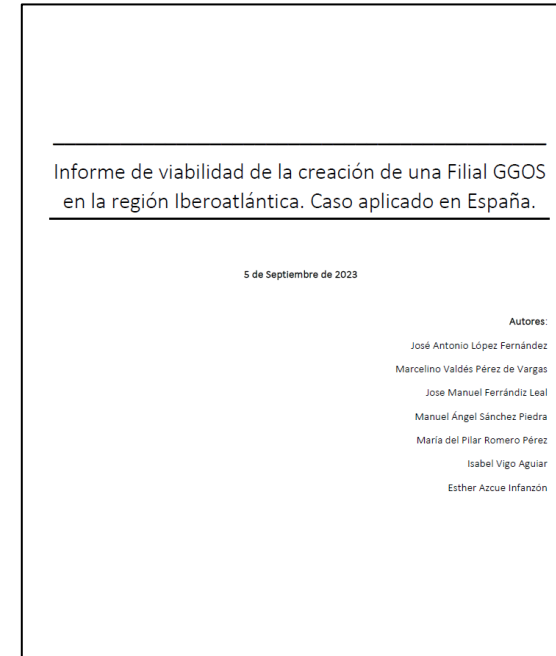 Informe de viabilidad de la creación de una Filial GGOS
en la región Iberoatlántica. Caso aplicado en España.
5 de Septiembre de 2023
Autores:
José Antonio López Fernández
Marcelino Valdés Pérez de Vargas
Jose Manuel Ferrándiz Leal
Manuel Ángel Sánchez Piedra
María del Pilar Romero Pérez
Isabel Vigo Aguiar
Esther Azcue Infanzón